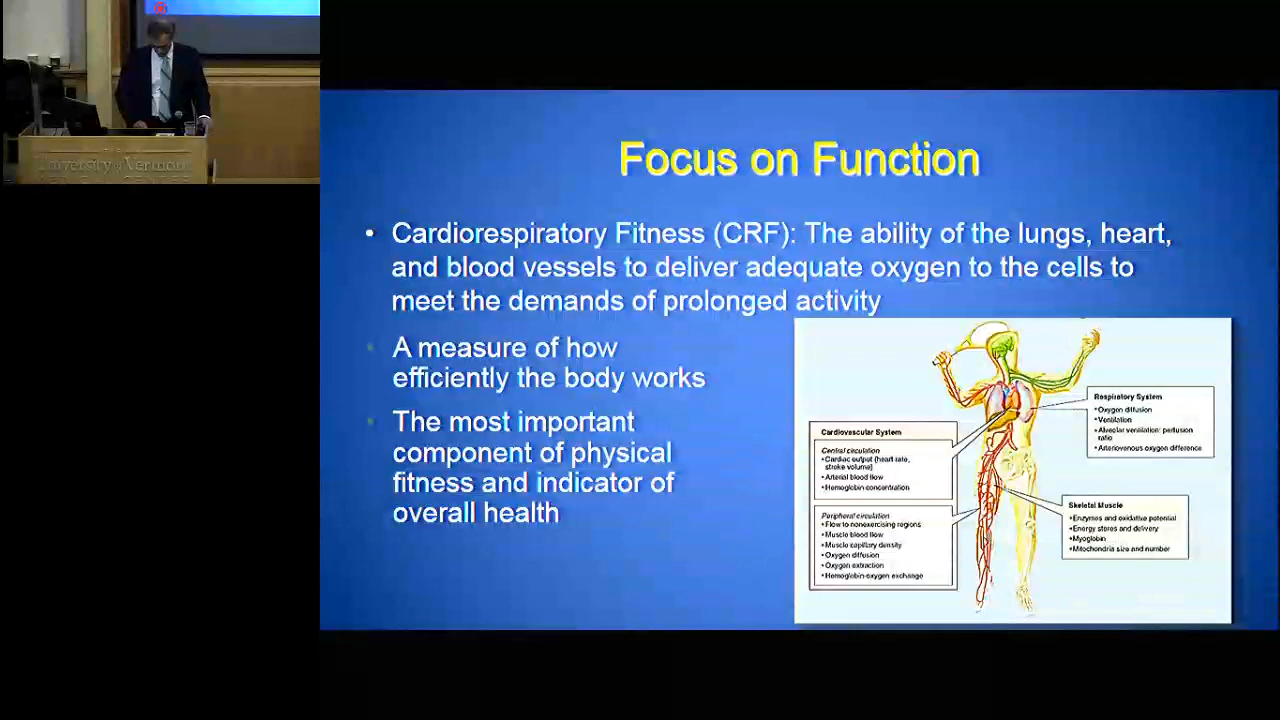 THE
University of Vermont
MEDICAL CENTER
Focus on Function
• Cardiorespiratory Fitness (CRF): The ability of the lungs, heart,
and blood vessels to deliver adequate oxygen to the cells to
meet the demands of prolonged activity
• A measure of how
efficiently the body works
• The most important
component of physical
fitness and indicator of
overall health
Cardiovascular System
Central circulation
• Cardiac output (heart rate,
stroke volume)
• Arterial blood flow
• Hemoglobin concentration
Peripheral circulation
• Flow to nonexercising regions
• Muscle blood flow
• Muscle capillary density
• Oxygen diffusion
• Oxygen extraction
• Hemoglobin-oxygen exchange
Respiratory System
• Oxygen diffusion
• Ventilation
• Alveolar ventilation: perfusion
ratio
• Arteriovenous oxygen difference
Skeletal Muscle
• Enzymes and oxidative potential
• Energy stores and delivery
• Myoglobin
• Mitochondria size and number